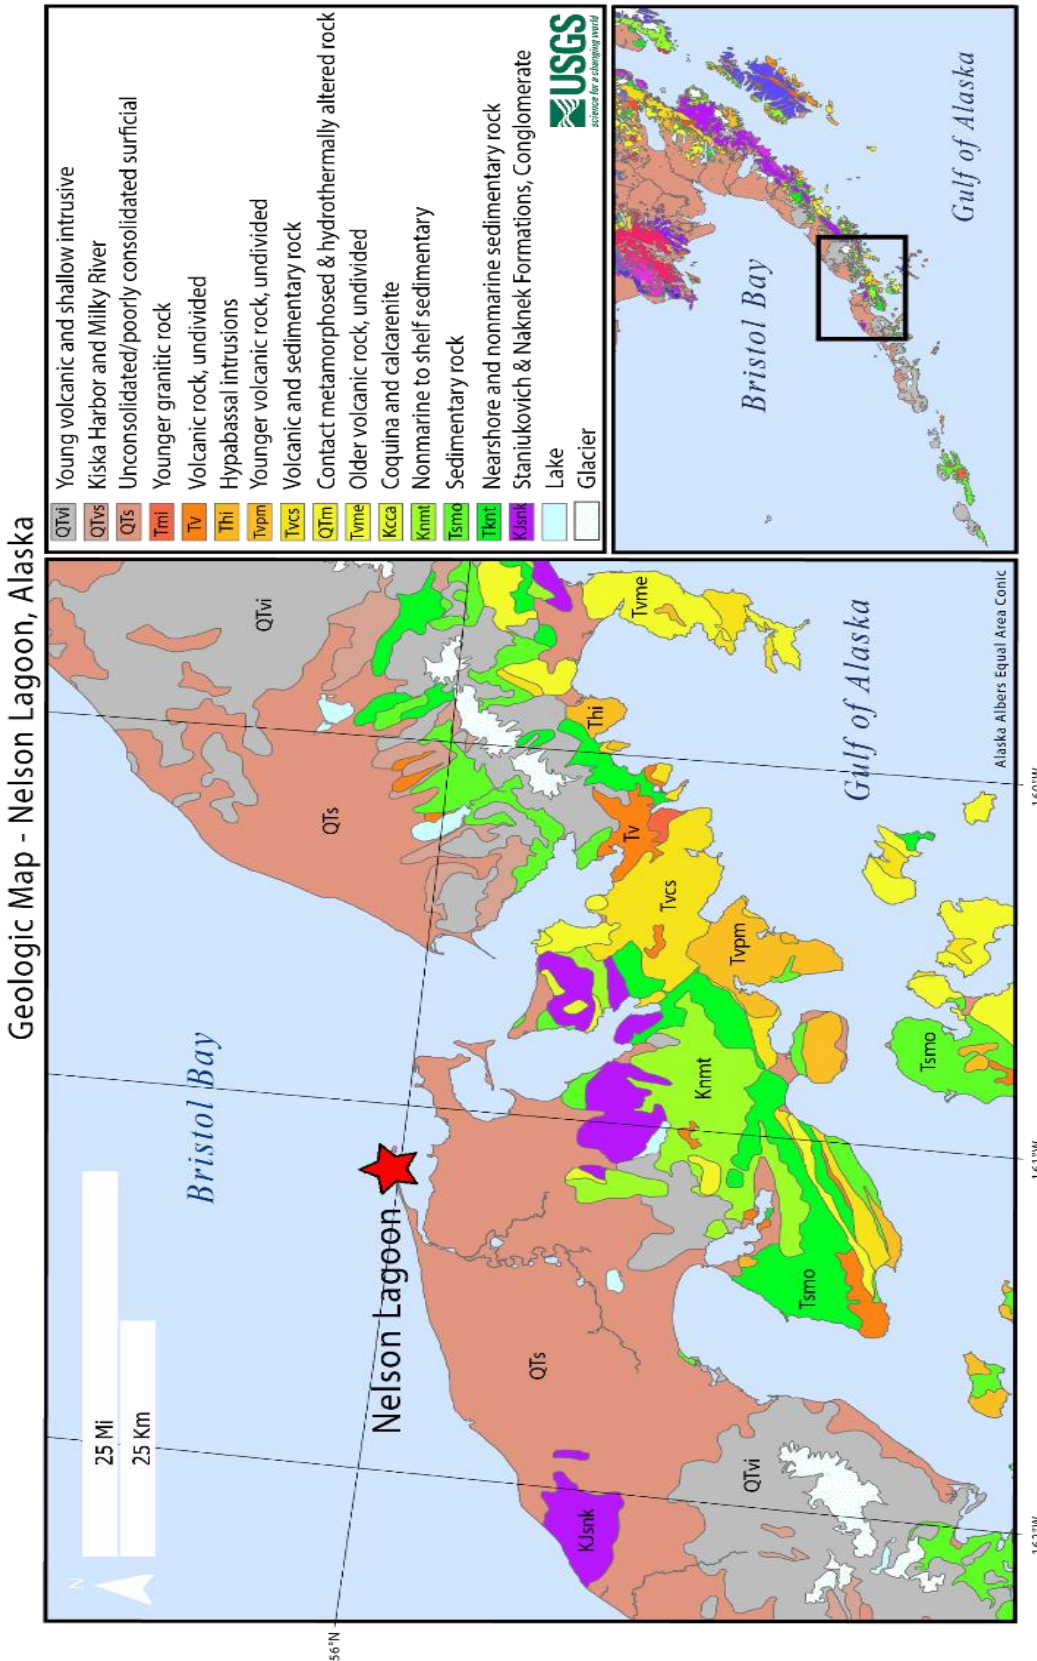 Geologic Map - Nelson Lagoon, Alaska
25 Mi
25 Km
N
Bristol Bay
Nelson Lagoon
Gulf of Alaska
QTs
QTs
QTvi
QTvi
KJsnk
Knmt
Tsmo
Tsmo
Tvpm
Tvcs
Tv
Thi
Tvme
56°N
162°W
161°W
160°W
Alaska Albers Equal Area Conic
QTvi Young volcanic and shallow intrusive
QTvs Kiska Harbor and Milky River
QTs Unconsolidated/poorly consolidated surficial
Tmi Younger granitic rock
Tv Volcanic rock, undivided
Thi Hypabassal intrusions
Tvpm Younger volcanic rock, undivided
Tvcs Volcanic and sedimentary rock
QTm Contact metamorphosed & hydrothermally altered rock
Tvme Older volcanic rock, undivided
Kcca Coquina and calcarenite
Knmt Nonmarine to shelf sedimentary
Tsmo Sedimentary rock
Tknt Nearshore and nonmarine sedimentary rock
KJsnk Staniukovich & Naknek Formations, Conglomerate
Lake
Glacier
USGS
science for a changing world
Bristol Bay
Gulf of Alaska